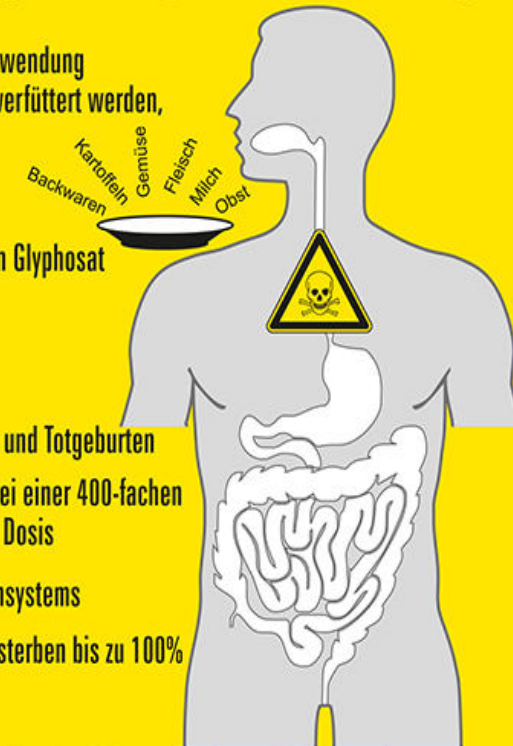 wendung
verfüttert werden,
Backwaren
Kartoffeln
Gemüse
Fleisch
Milch
Obst
n Glyphosat
und Totgeburten
ei einer 400-fachen
Dosis
nsystems
sterben bis zu 100%